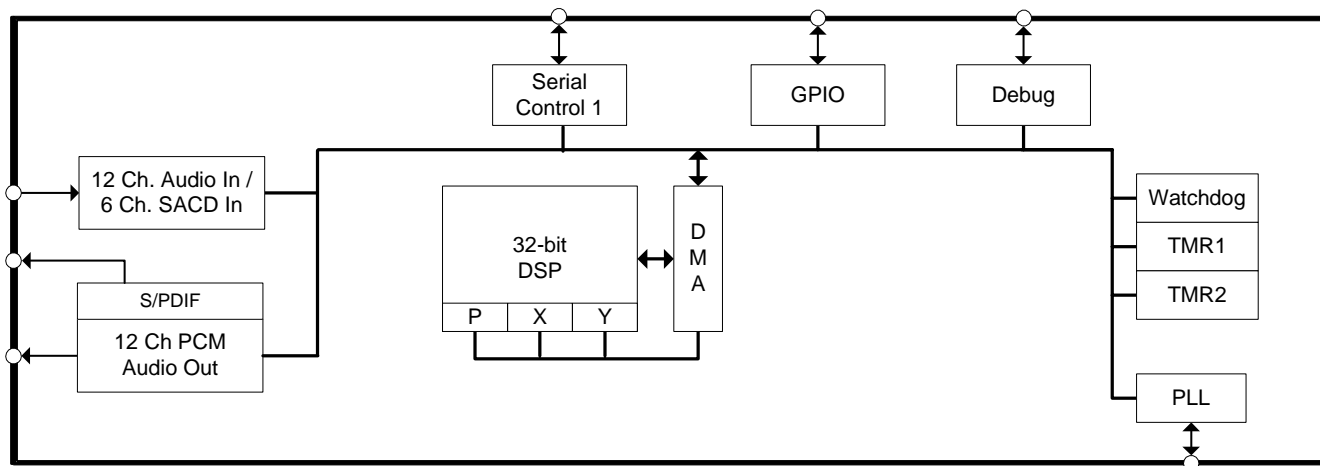 Serial
Control 1
GPIO
Debug
12 Ch. Audio In /
6 Ch. SACD In
32-bit
DSP
P
X
Y
D
M
A
Watchdog
TMR1
TMR2
S/PDIF
12 Ch PCM
Audio Out
PLL